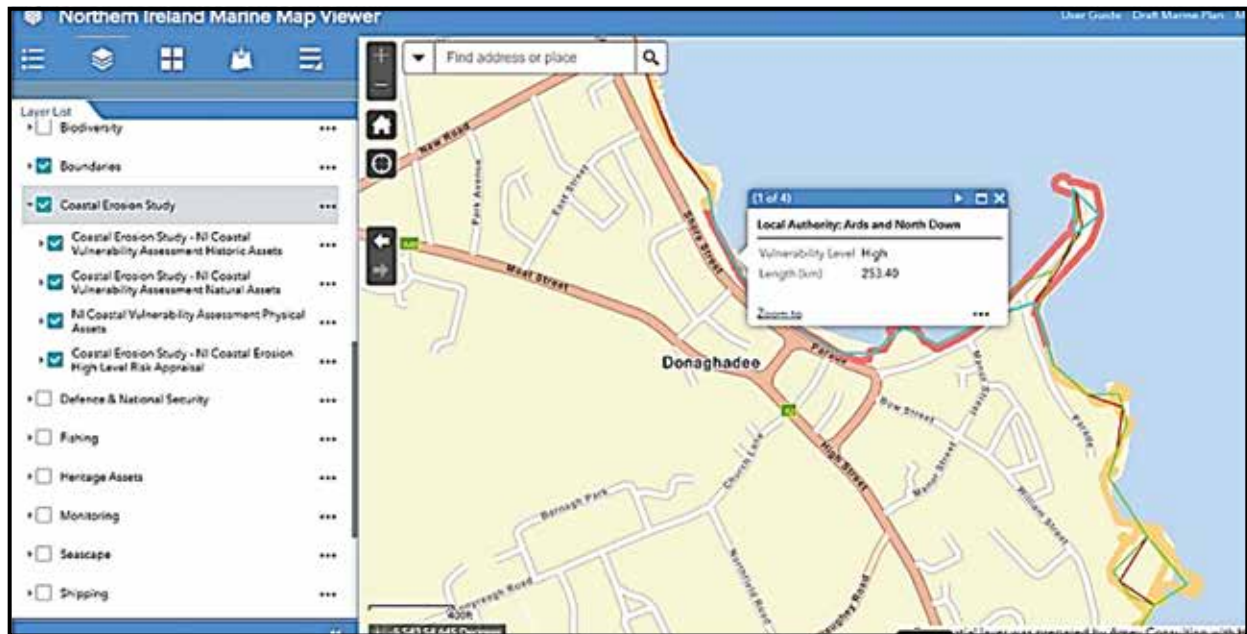 Northern Ireland Marine Map Viewer
User Guide Draft Marine Plan
Layer List
Biodiversity
Boundaries
Coastal Erosion Study
Coastal Erosion Study - NI Coastal
Vulnerability Assessment Historic Assets
Coastal Erosion Study - NI Coastal
Vulnerability Assessment Natural Assets
NI Coastal Vulnerability Assessment Physical
Assets
Coastal Erosion Study - NI Coastal Erosion
High Level Risk Appraisal
Defence & National Security
Fishing
Heritage Assets
Monitoring
Seascape
Shipping
Find address or place
(1 of 4)
Local Authority: Ards and North Down
Vulnerability Level High
Length (km) 253.40
Zoom to
New Road
Park Avenue
East Street
Shore Street
Moat Street
Donaghadee
Parade
Manor Street
Bow Street
Parade
High Street
Church Lane
Manor Street
William Street
Barnagh Park
Northfield Road
400ft